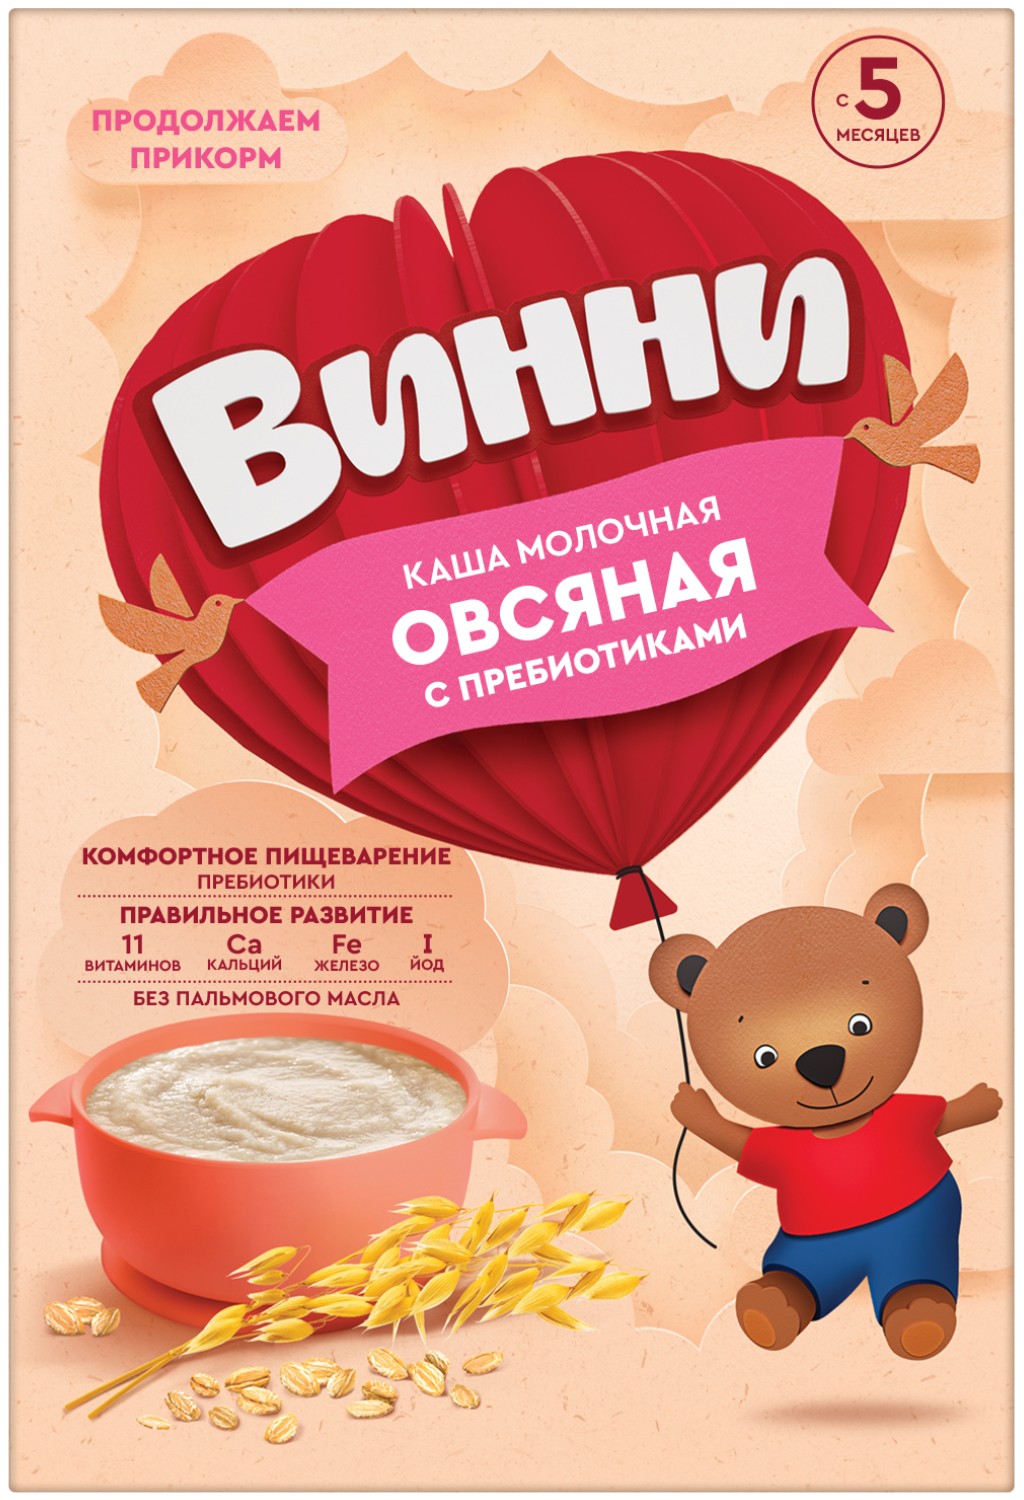 ПРОДОЛЖАЕМ
ПРИКОРМ
С 5
МЕСЯЦЕВ
Винни
КАША МОЛОЧНАЯ
ОВСЯНАЯ
С ПРЕБИОТИКАМИ
КОМФОРТНОЕ ПИЩЕВАРЕНИЕ
ПРЕБИОТИКИ
ПРАВИЛЬНОЕ РАЗВИТИЕ
11 Ca Fe I
ВИТАМИНОВ КАЛЬЦИЙ ЖЕЛЕЗО ЙОД
БЕЗ ПАЛЬМОВОГО МАСЛА